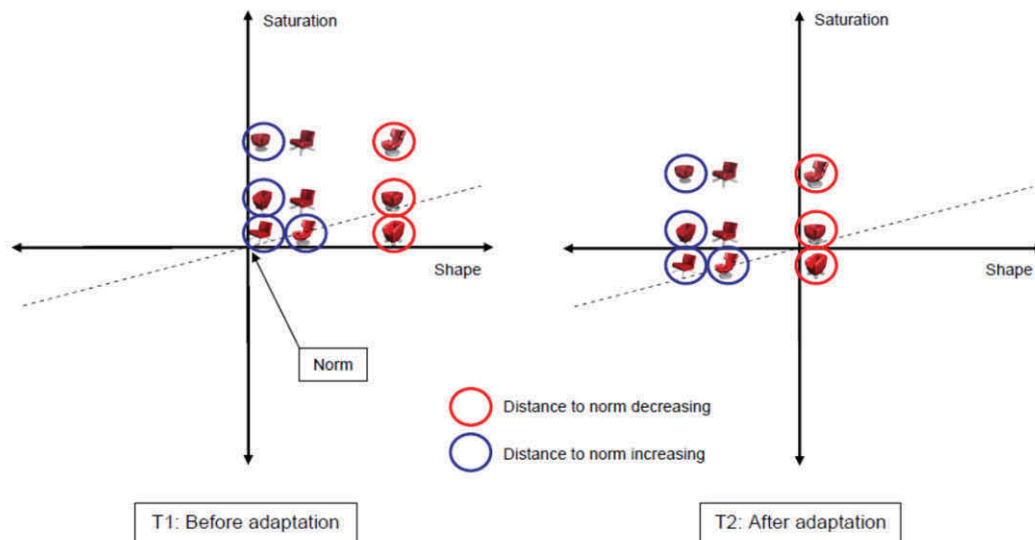 Saturation
Saturation
Shape
Shape
Norm
Distance to norm decreasing
Distance to norm increasing
T1: Before adaptation
T2: After adaptation